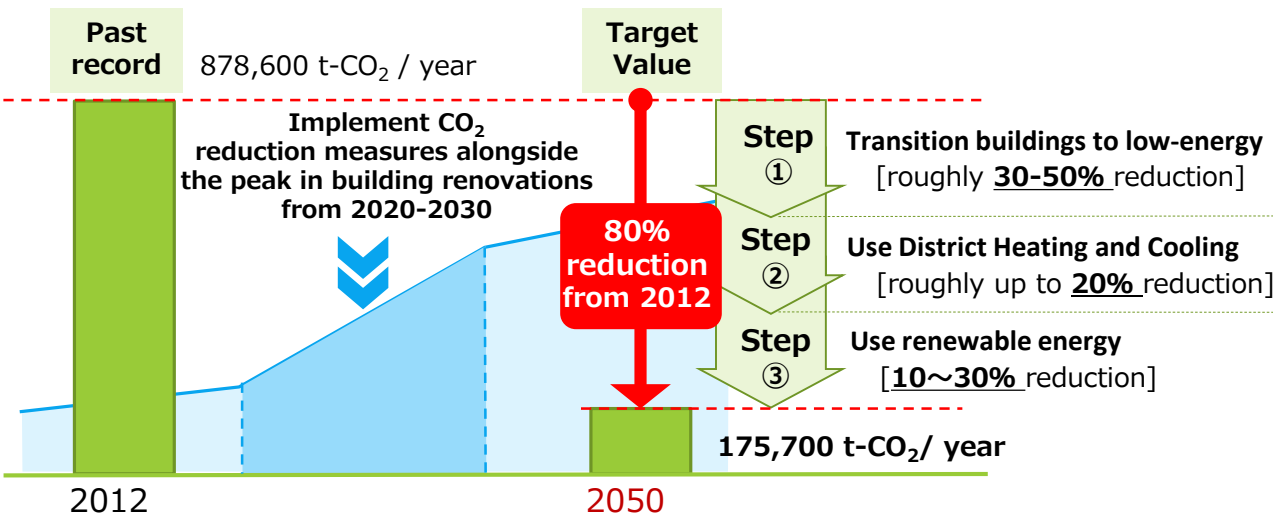 Past
record
878,600 t-CO₂ / year
Target
Value
Implement CO₂
reduction measures alongside
the peak in building renovations
from 2020-2030
80%
reduction
from 2012
Step
①
Transition buildings to low-energy
[roughly 30-50% reduction]
Step
②
Use District Heating and Cooling
[roughly up to 20% reduction]
Step
③
Use renewable energy
[10～30% reduction]
175,700 t-CO₂/ year
2012
2050